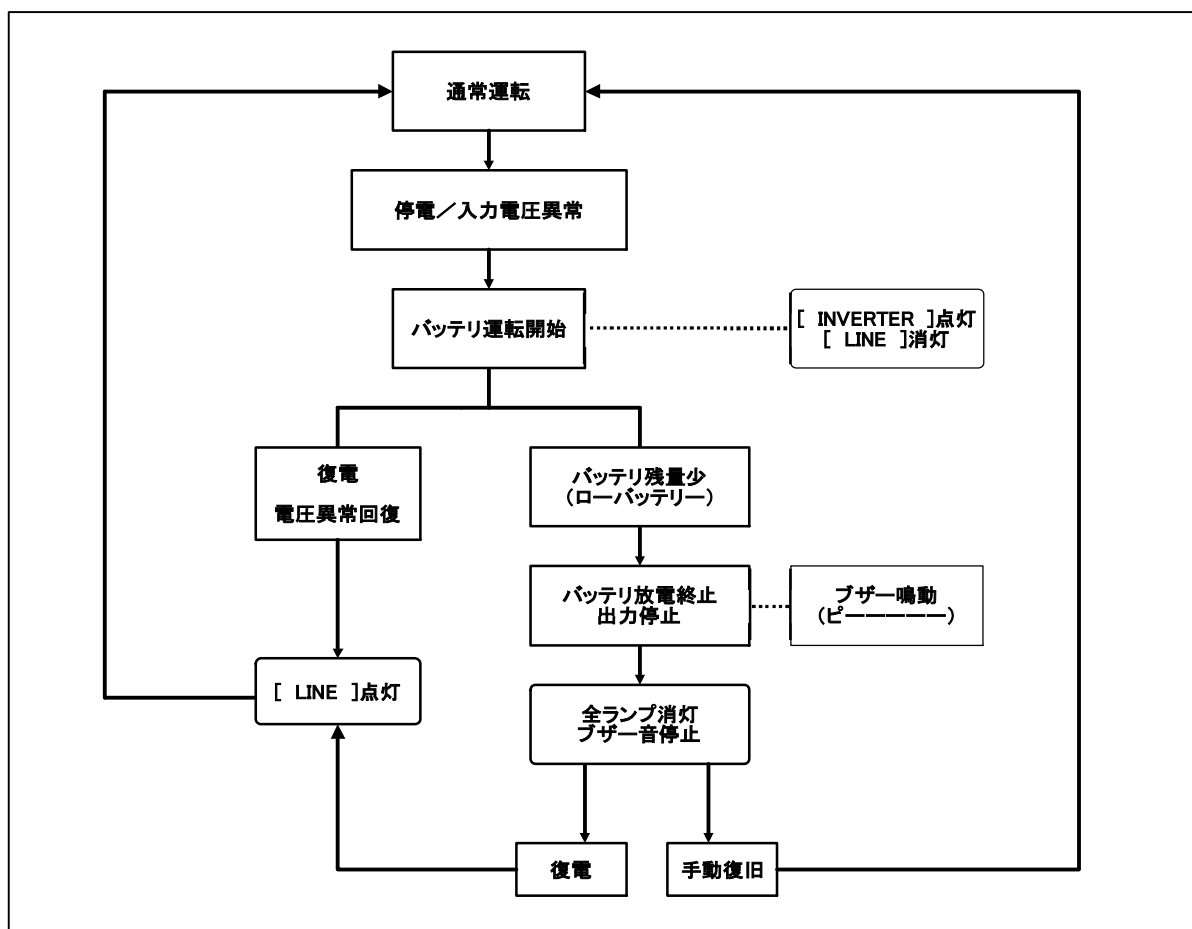 通常運転
停電／入力電圧異常
バッテリ運転開始
[ INVERTER ]点灯
[ LINE ]消灯
復電
電圧異常回復
バッテリ残量少
（ローバッテリー）
バッテリ放電終止
出力停止
ブザー鳴動
（ピーーーーー）
[ LINE ]点灯
全ランプ消灯
ブザー音停止
復電
手動復旧